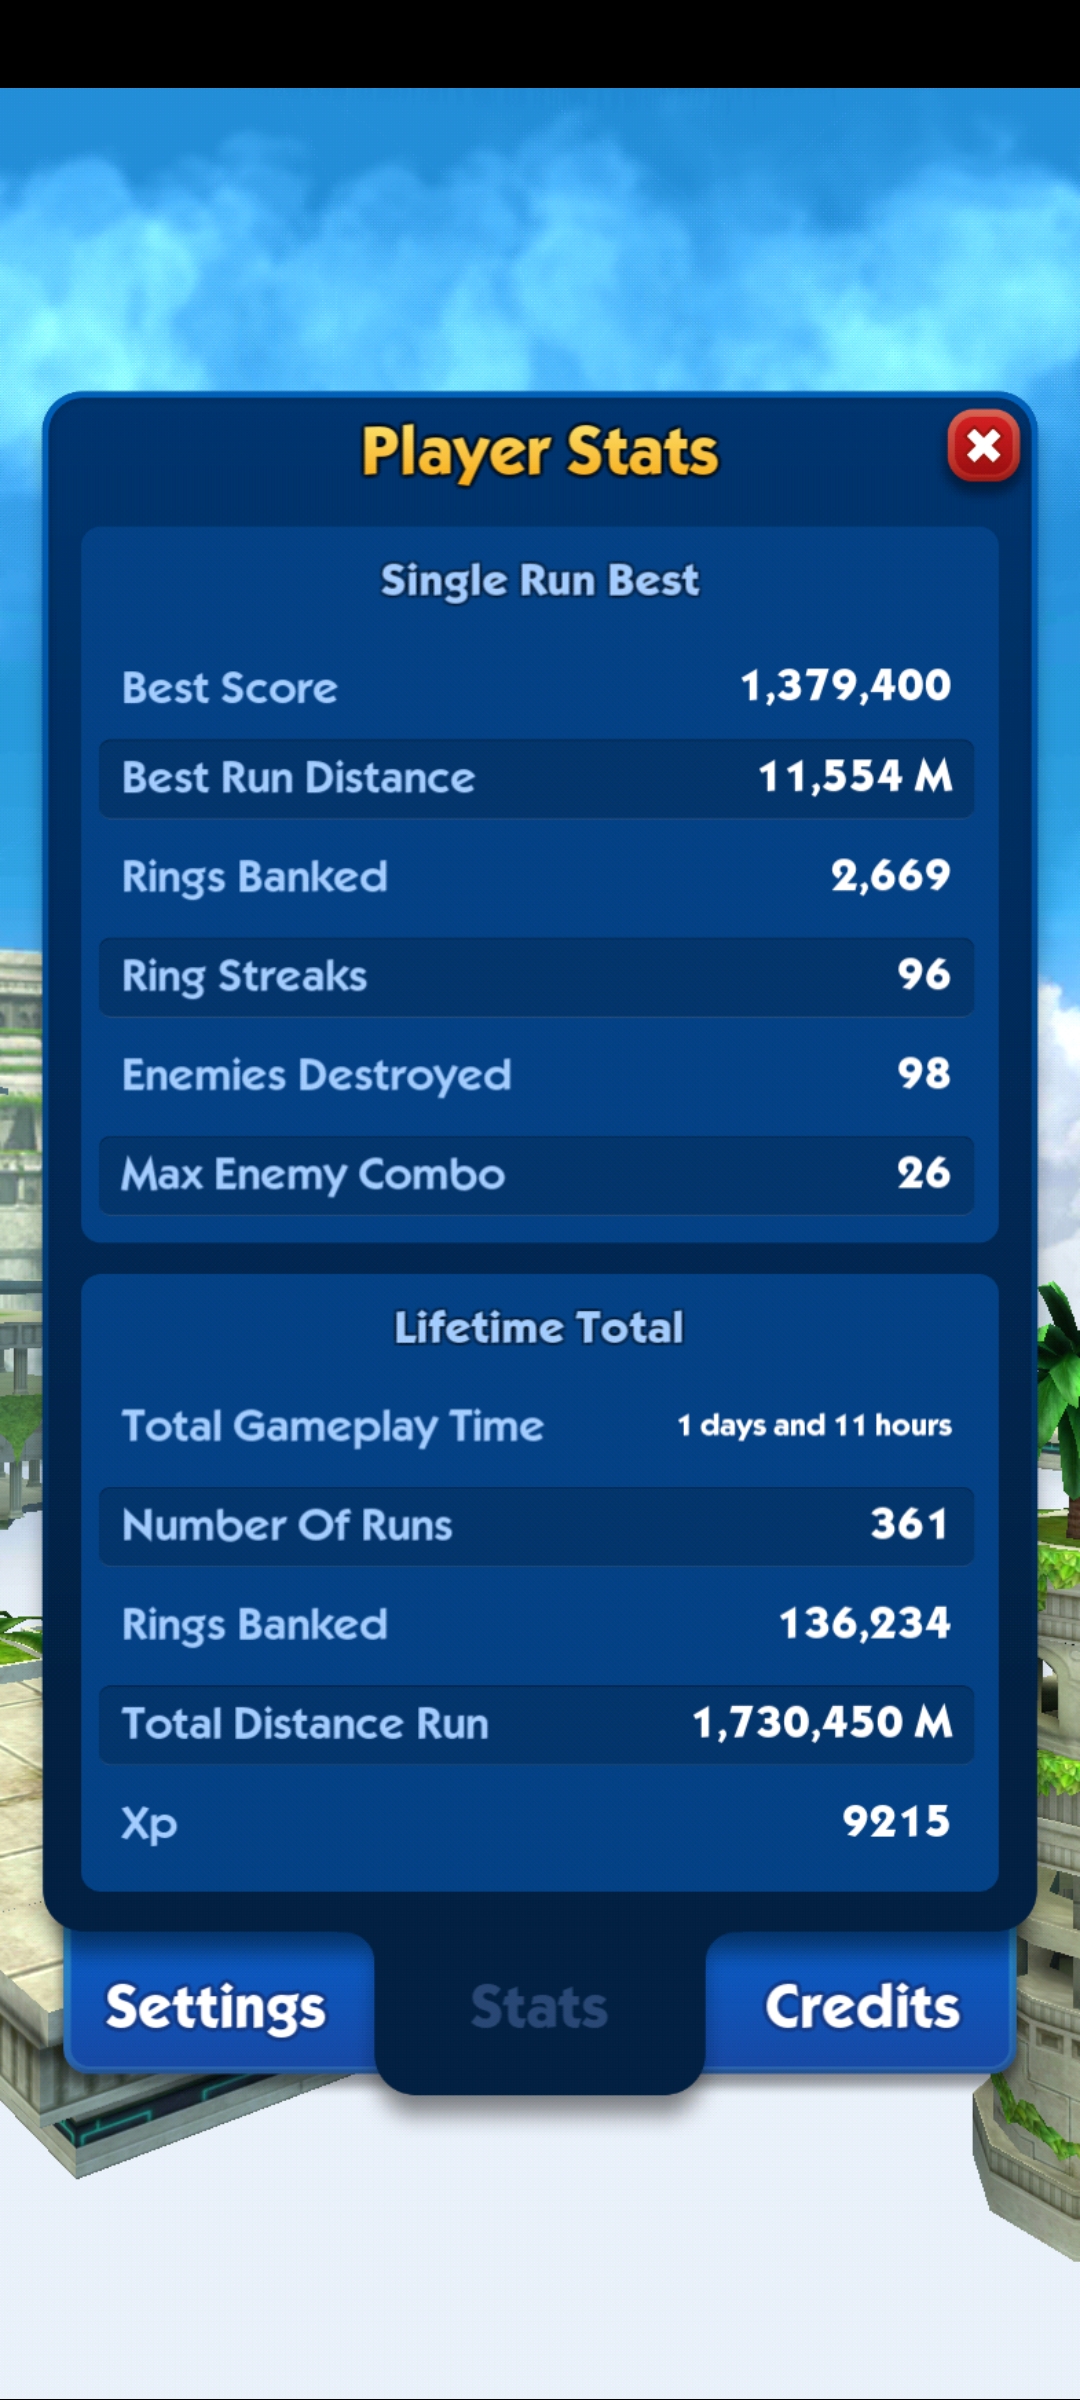 Player Stats
Single Run Best
Best Score 1,379,400
Best Run Distance 11,554 M
Rings Banked 2,669
Ring Streaks 96
Enemies Destroyed 98
Max Enemy Combo 26
Lifetime Total
Total Gameplay Time 1 days and 11 hours
Number Of Runs 361
Rings Banked 136,234
Total Distance Run 1,730,450 M
Xp 9215
Settings Stats Credits